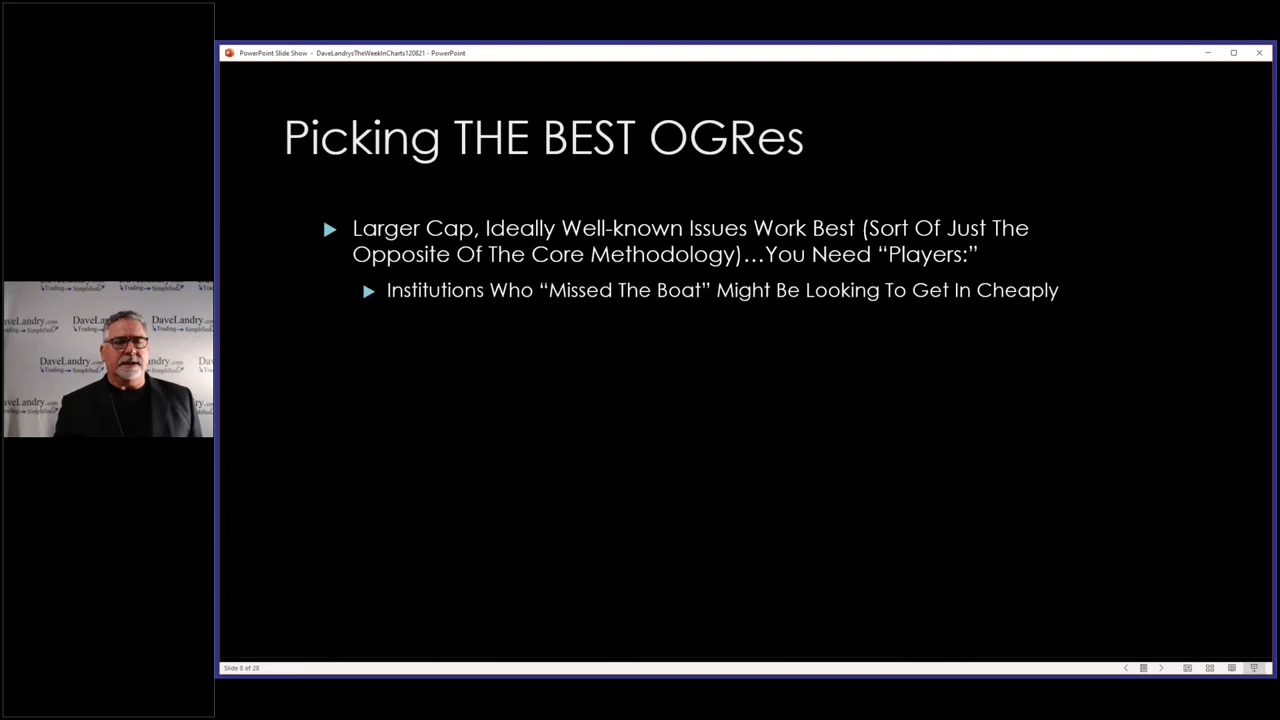 PowerPoint Slide Show - DaveLandrysTheWeekInCharts120821 - PowerPoint
Picking THE BEST OGRes
Larger Cap, Ideally Well-known Issues Work Best (Sort Of Just The
Opposite Of The Core Methodology)…You Need “Players:”
Institutions Who “Missed The Boat” Might Be Looking To Get In Cheaply
DaveLandry.com
Trading Simplified
Slide 8 of 28